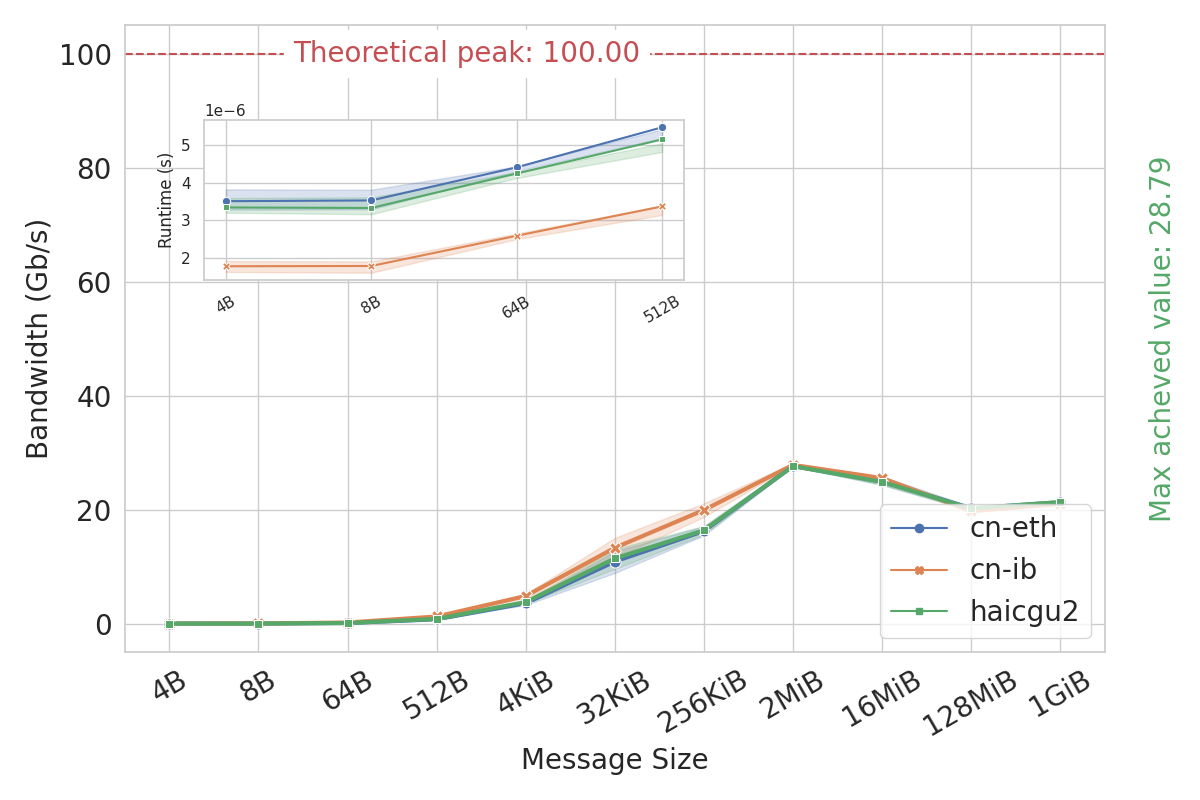 Theoretical peak: 100.00
100
80
60
40
20
0
Bandwidth (Gb/s)
1e−6
5
4
3
2
Runtime (s)
4B
8B
64B
512B
cn-eth
cn-ib
haicgu2
4B
8B
64B
512B
4KiB
32KiB
256KiB
2MiB
16MiB
128MiB
1GiB
Message Size
Max acheved value: 28.79